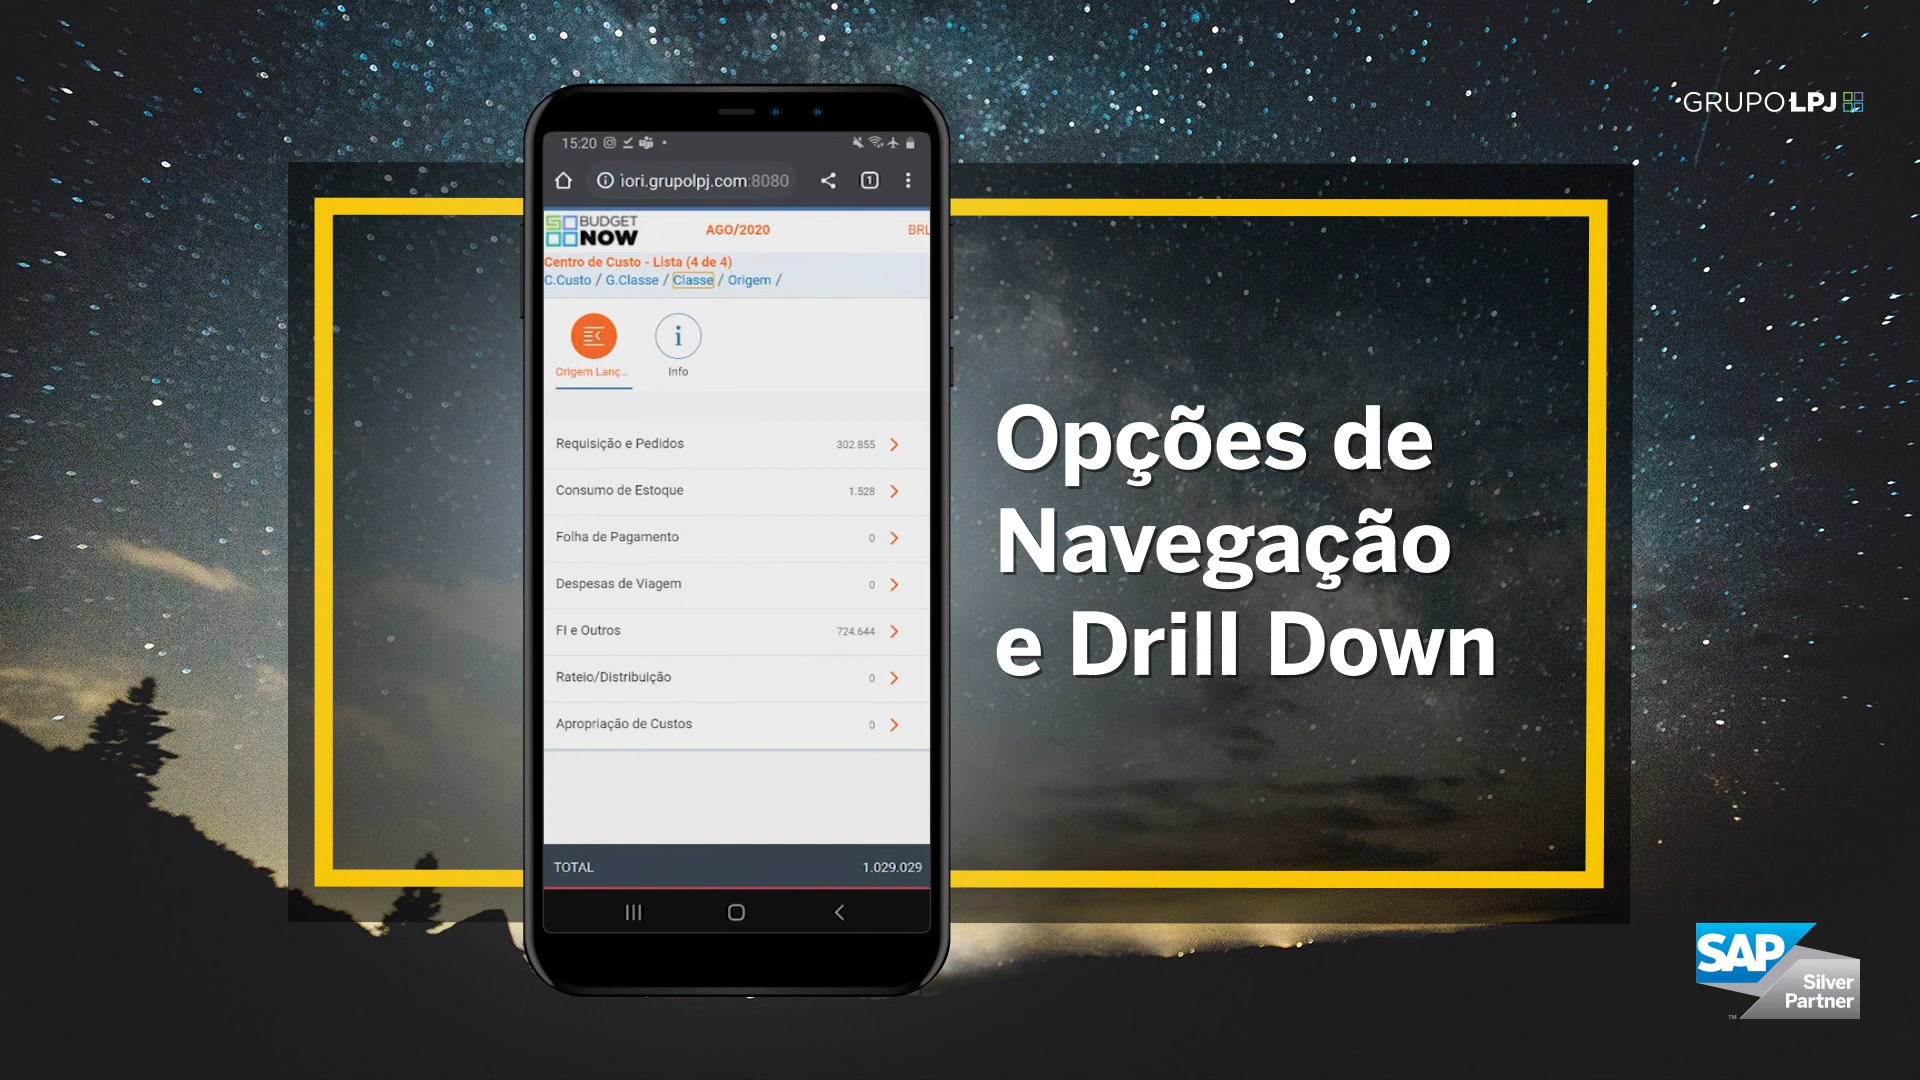 GRUPO LPJ
15:20
iori.grupolpj.com:8080
1
BUDGET
NOW
AGO/2020
BRL
Centro de Custo - Lista (4 de 4)
C.Custo / G.Classe / Classe / Origem /
Origem Lanç...
Info
Requisição e Pedidos 302.855
Consumo de Estoque 1.528
Folha de Pagamento 0
Despesas de Viagem 0
FI e Outros 724.644
Rateio/Distribuição 0
Apropriação de Custos 0
TOTAL 1.029.029
Opções de
Navegação
e Drill Down
SAP
Silver
Partner
TM